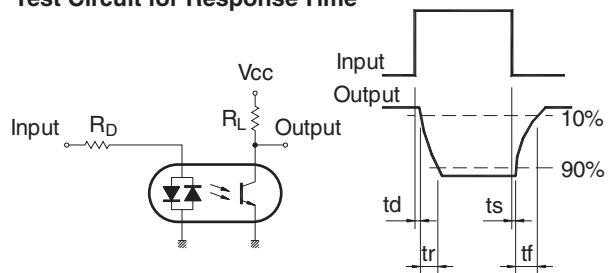 Test Circuit for Response Time
Input
Output
Vcc
RL
Input
RD
Output
10%
90%
td
ts
tr
tf